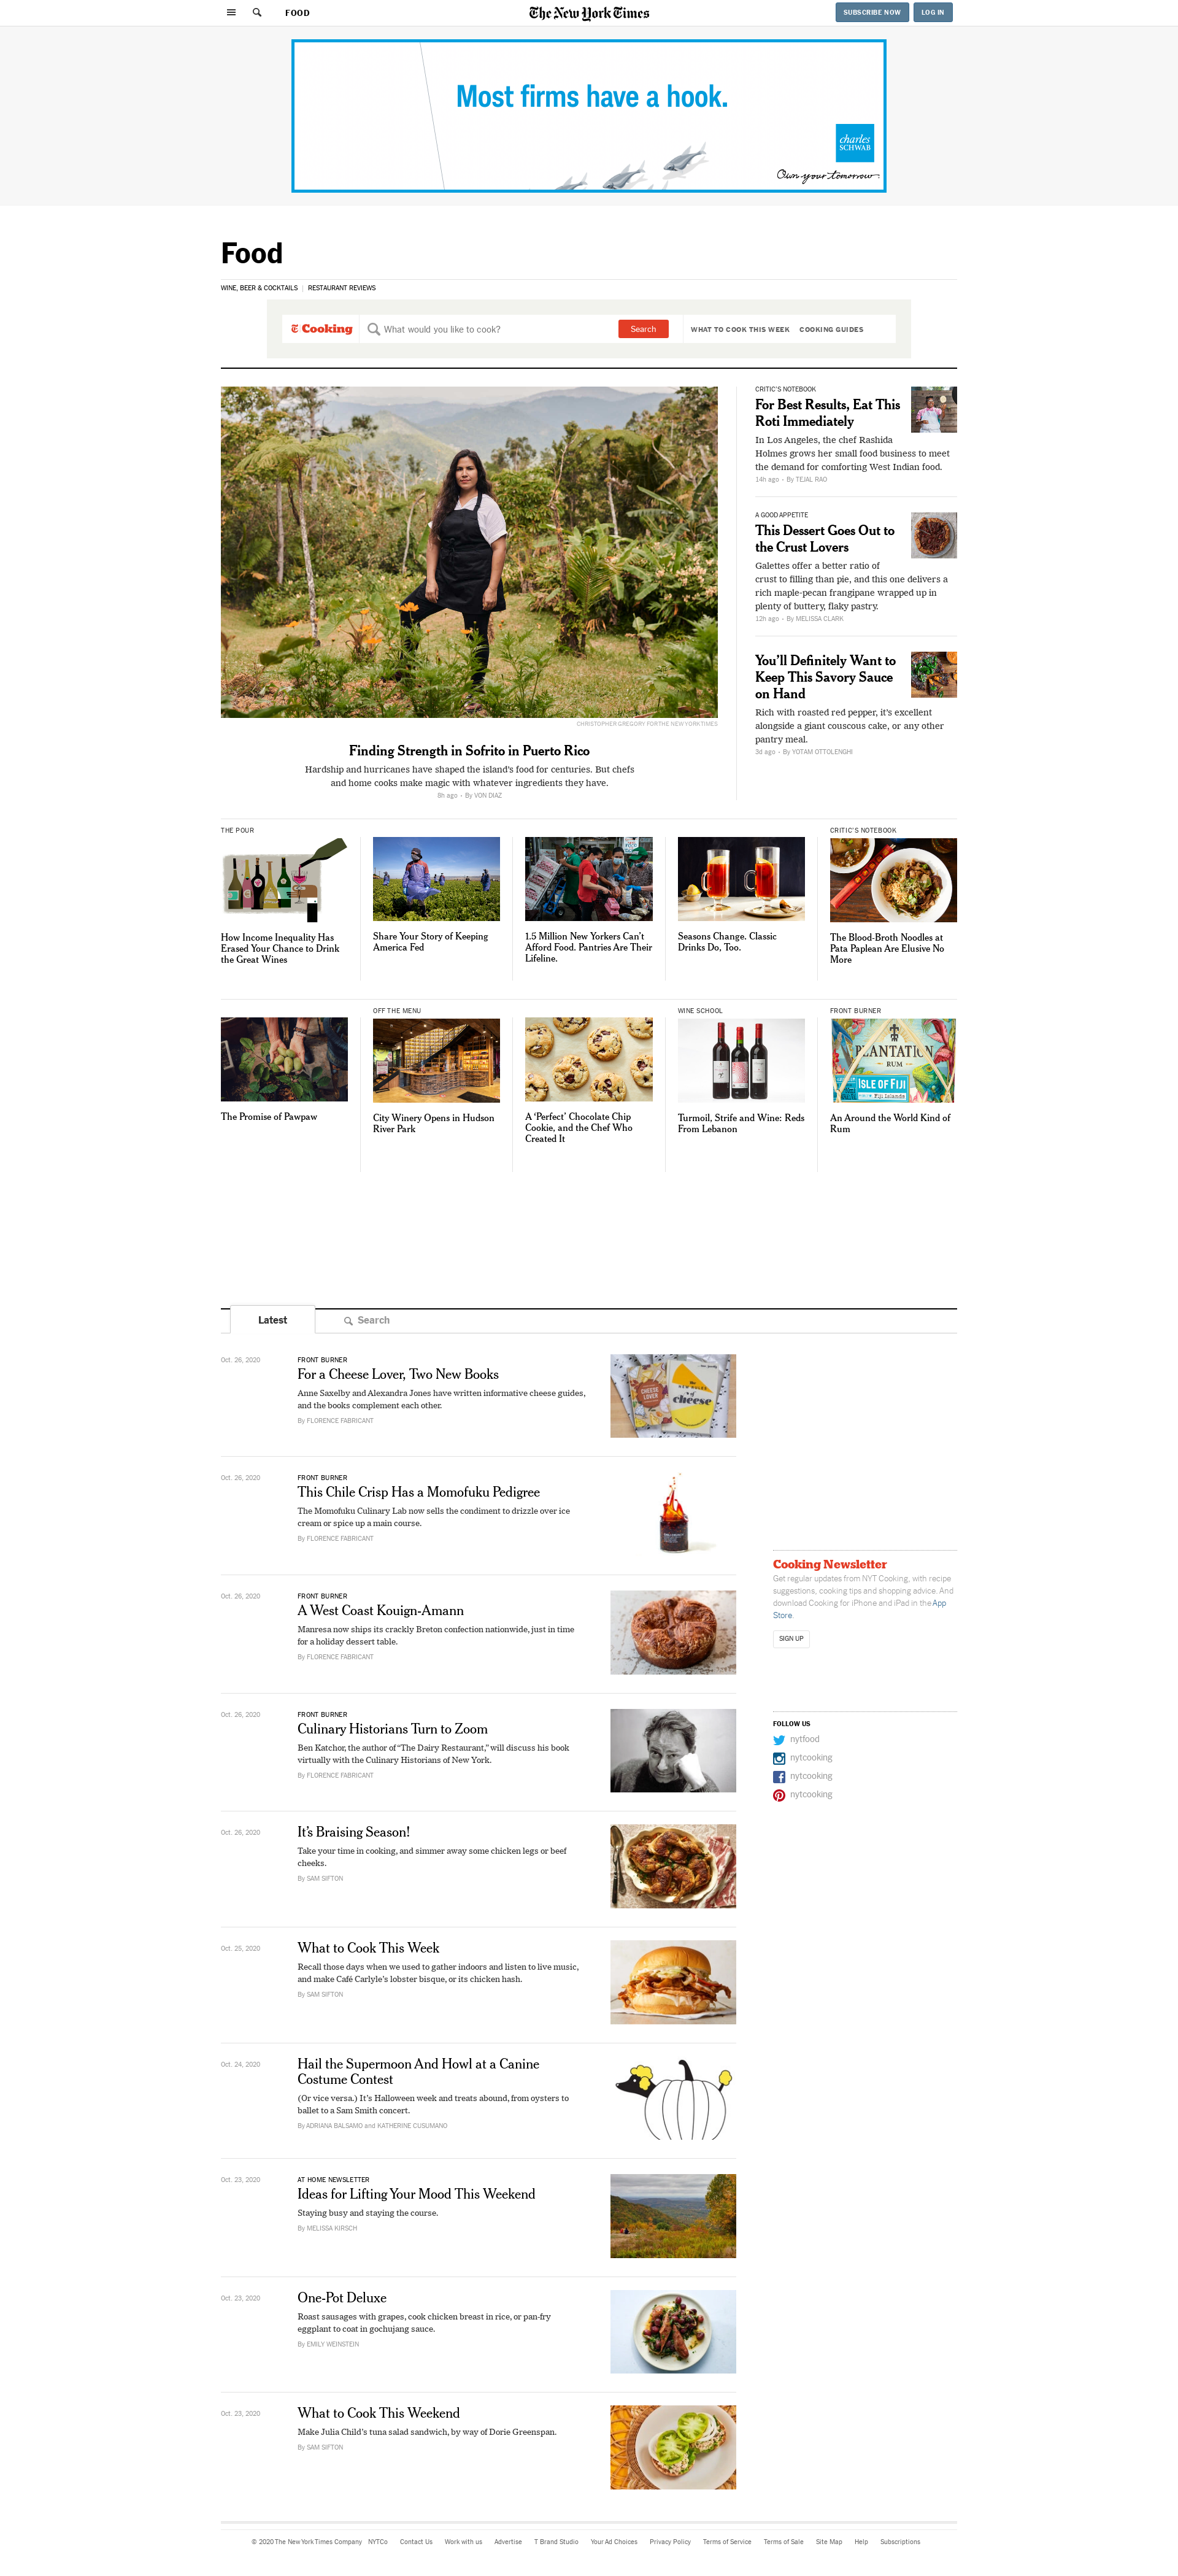 FOOD
The New York Times
SUBSCRIBE NOW
LOG IN
Most firms have a hook.
charles
SCHWAB
Own your tomorrow
Food
WINE, BEER & COCKTAILS
RESTAURANT REVIEWS
Cooking
What would you like to cook?
Search
WHAT TO COOK THIS WEEK
COOKING GUIDES
CHRISTOPHER GREGORY FOR THE NEW YORK TIMES
Finding Strength in Sofrito in Puerto Rico
Hardship and hurricanes have shaped the island's food for centuries. But chefs
and home cooks make magic with whatever ingredients they have.
8h ago - By VON DIAZ
CRITIC'S NOTEBOOK
For Best Results, Eat This
Roti Immediately
In Los Angeles, the chef Rashida
Holmes grows her small food business to meet
the demand for comforting West Indian food.
14h ago - By TEJAL RAO
A GOOD APPETITE
This Dessert Goes Out to
the Crust Lovers
Galettes offer a better ratio of
crust to filling than pie, and this one delivers a
rich maple-pecan frangipane wrapped up in
plenty of buttery, flaky pastry.
12h ago - By MELISSA CLARK
You'll Definitely Want to
Keep This Savory Sauce
on Hand
Rich with roasted red pepper, it's excellent
alongside a giant couscous cake, or any other
pantry meal.
3d ago - By YOTAM OTTOLENGHI
THE POUR
How Income Inequality Has
Erased Your Chance to Drink
the Great Wines
Share Your Story of Keeping
America Fed
1.5 Million New Yorkers Can't
Afford Food. Pantries Are Their
Lifeline.
Seasons Change. Classic
Drinks Do, Too.
CRITIC'S NOTEBOOK
The Blood-Broth Noodles at
Pata Paplean Are Elusive No
More
The Promise of Pawpaw
OFF THE MENU
City Winery Opens in Hudson
River Park
A 'Perfect' Chocolate Chip
Cookie, and the Chef Who
Created It
WINE SCHOOL
Turmoil, Strife and Wine: Reds
From Lebanon
FRONT BURNER
PLANTATION
RUM
ISLE OF FIJI
Fiji Islands
An Around the World Kind of
Rum
Latest
Search
Oct. 26, 2020
FRONT BURNER
For a Cheese Lover, Two New Books
Anne Saxelby and Alexandra Jones have written informative cheese guides,
and the books complement each other.
By FLORENCE FABRICANT
CHEESE
LOVER
of
cheese
Oct. 26, 2020
FRONT BURNER
This Chile Crisp Has a Momofuku Pedigree
The Momofuku Culinary Lab now sells the condiment to drizzle over ice
cream or spice up a main course.
By FLORENCE FABRICANT
Oct. 26, 2020
FRONT BURNER
A West Coast Kouign-Amann
Manresa now ships its crackly Breton confection nationwide, just in time
for a holiday dessert table.
By FLORENCE FABRICANT
Oct. 26, 2020
FRONT BURNER
Culinary Historians Turn to Zoom
Ben Katchor, the author of "The Dairy Restaurant," will discuss his book
virtually with the Culinary Historians of New York.
By FLORENCE FABRICANT
Oct. 26, 2020
It's Braising Season!
Take your time in cooking, and simmer away some chicken legs or beef
cheeks.
By SAM SIFTON
Oct. 25, 2020
What to Cook This Week
Recall those days when we used to gather indoors and listen to live music,
and make Café Carlyle's lobster bisque, or its chicken hash.
By SAM SIFTON
Oct. 24, 2020
Hail the Supermoon And Howl at a Canine
Costume Contest
(Or vice versa.) It's Halloween week and treats abound, from oysters to
ballet to a Sam Smith concert.
By ADRIANA BALSAMO and KATHERINE CUSUMANO
Oct. 23, 2020
AT HOME NEWSLETTER
Ideas for Lifting Your Mood This Weekend
Staying busy and staying the course.
By MELISSA KIRSCH
Oct. 23, 2020
One-Pot Deluxe
Roast sausages with grapes, cook chicken breast in rice, or pan-fry
eggplant to coat in gochujang sauce.
By EMILY WEINSTEIN
Oct. 23, 2020
What to Cook This Weekend
Make Julia Child's tuna salad sandwich, by way of Dorie Greenspan.
By SAM SIFTON
Cooking Newsletter
Get regular updates from NYT Cooking, with recipe
suggestions, cooking tips and shopping advice. And
download Cooking for iPhone and iPad in the App
Store.
SIGN UP
FOLLOW US
nytfood
nytcooking
nytcooking
nytcooking
© 2020 The New York Times Company NYTCo Contact Us Work with us Advertise T Brand Studio Your Ad Choices Privacy Policy Terms of Service Terms of Sale Site Map Help Subscriptions